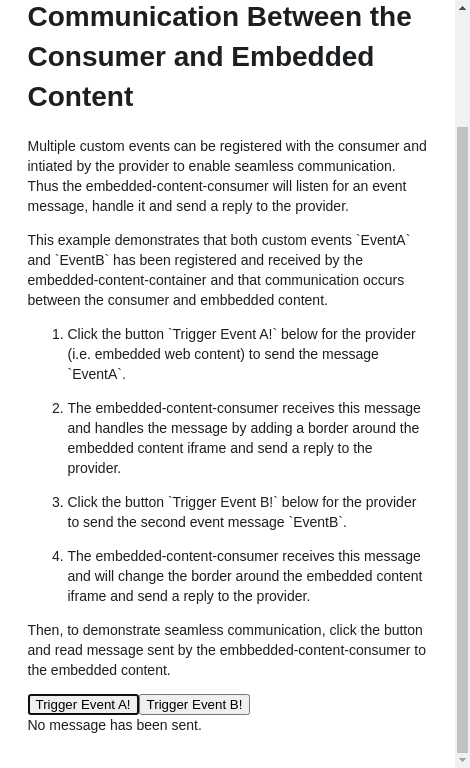 Communication Between the
Consumer and Embedded
Content
Multiple custom events can be registered with the consumer and
intiated by the provider to enable seamless communication.
Thus the embedded-content-consumer will listen for an event
message, handle it and send a reply to the provider.
This example demonstrates that both custom events `EventA`
and `EventB` has been registered and received by the
embedded-content-container and that communication occurs
between the consumer and embbedded content.
1. Click the button `Trigger Event A!` below for the provider
(i.e. embedded web content) to send the message
`EventA`.
2. The embedded-content-consumer receives this message
and handles the message by adding a border around the
embedded content iframe and send a reply to the
provider.
3. Click the button `Trigger Event B!` below for the provider
to send the second event message `EventB`.
4. The embedded-content-consumer receives this message
and will change the border around the embedded content
iframe and send a reply to the provider.
Then, to demonstrate seamless communication, click the button
and read message sent by the embbedded-content-consumer to
the embedded content.
Trigger Event A! Trigger Event B!
No message has been sent.